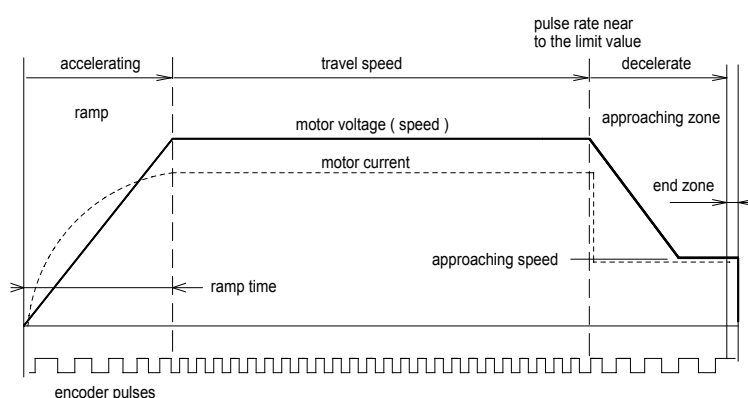 pulse rate near
to the limit value
accelerating
travel speed
decelerate
ramp
motor voltage ( speed )
approaching zone
motor current
end zone
approaching speed
ramp time
encoder pulses